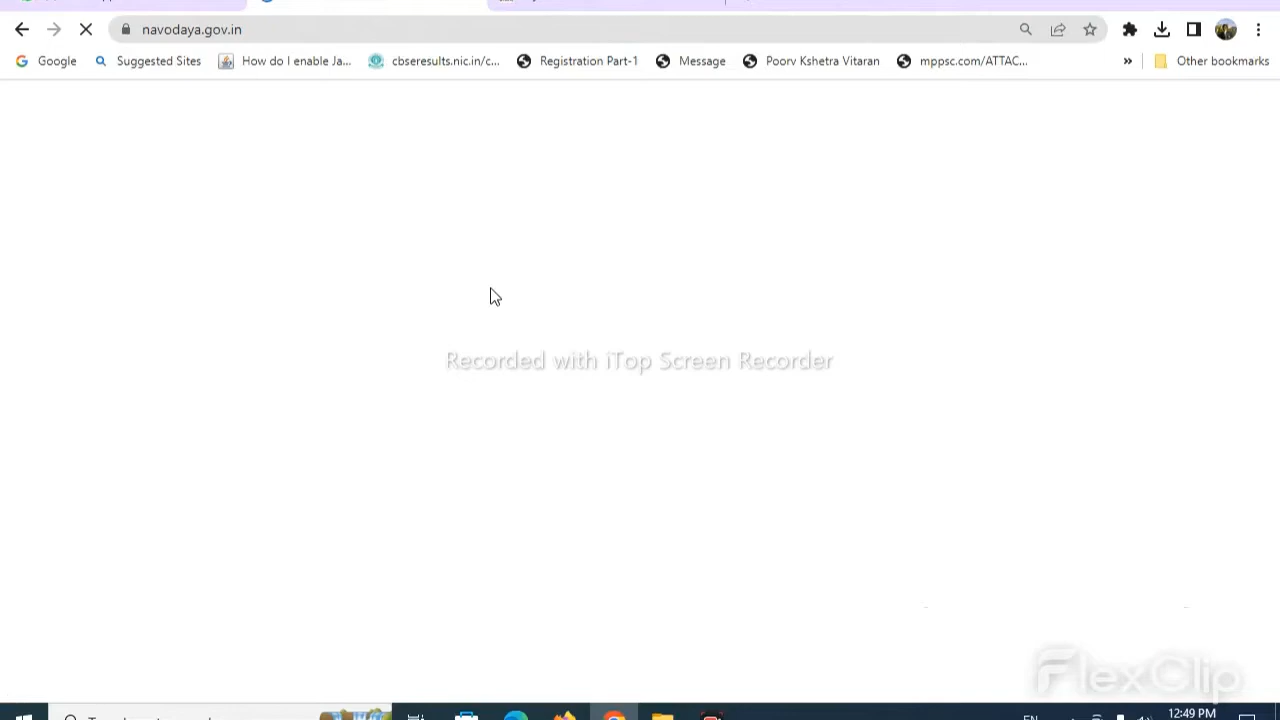 navodaya.gov.in
Google Suggested Sites How do I enable Ja... cbseresults.nic.in/c... Registration Part-1 Message Poorv Kshetra Vitaran mppsc.com/ATTAC... » Other bookmarks
Recorded with iTop Screen Recorder
FlexClip
12:49 PM